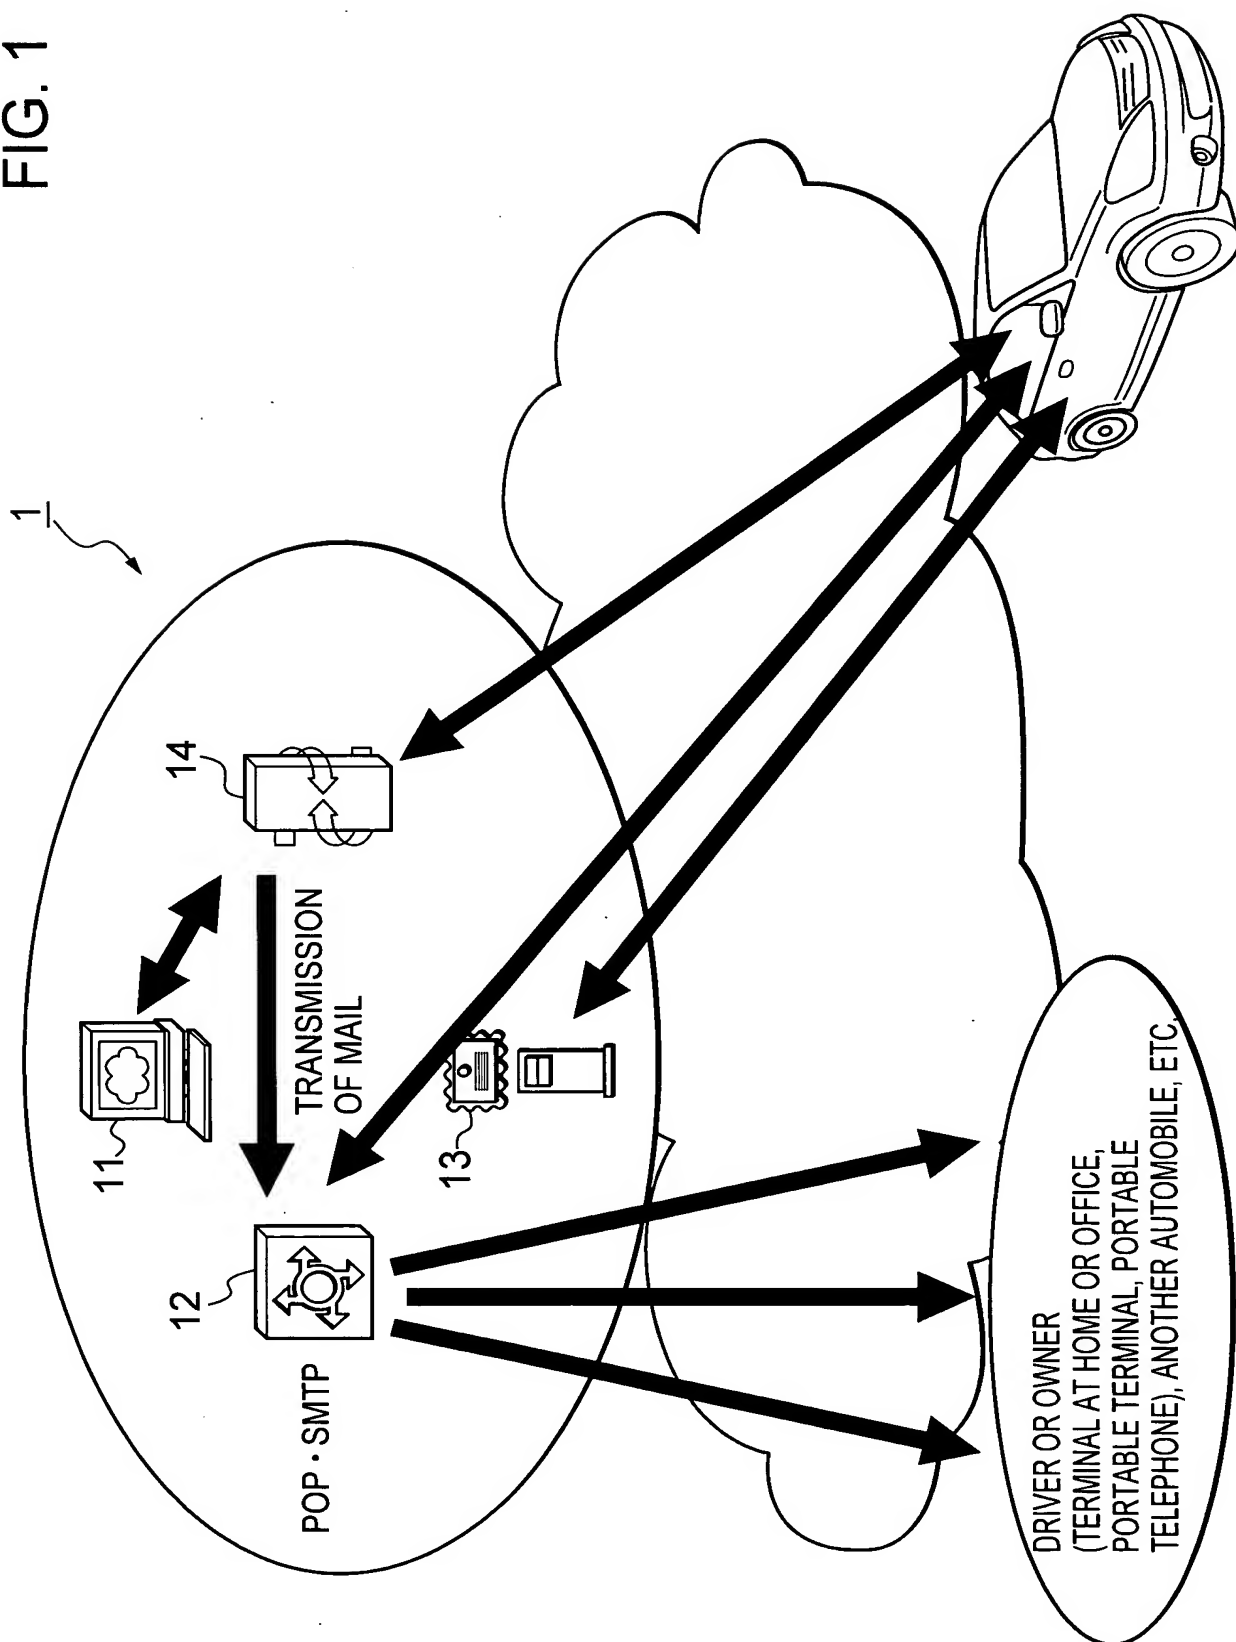 FIG. 1
1
11
14
12
TRANSMISSION
OF MAIL
POP・SMTP
13
DRIVER OR OWNER
(TERMINAL AT HOME OR OFFICE,
PORTABLE TERMINAL, PORTABLE
TELEPHONE), ANOTHER AUTOMOBILE, ETC.